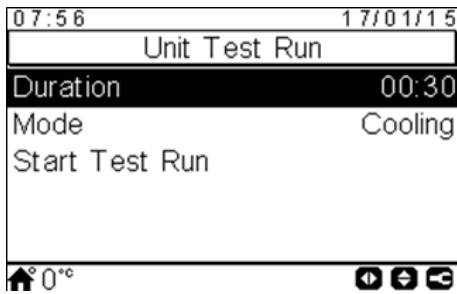 07:56 17/01/15
Unit Test Run
Duration 00:30
Mode Cooling
Start Test Run
0°c